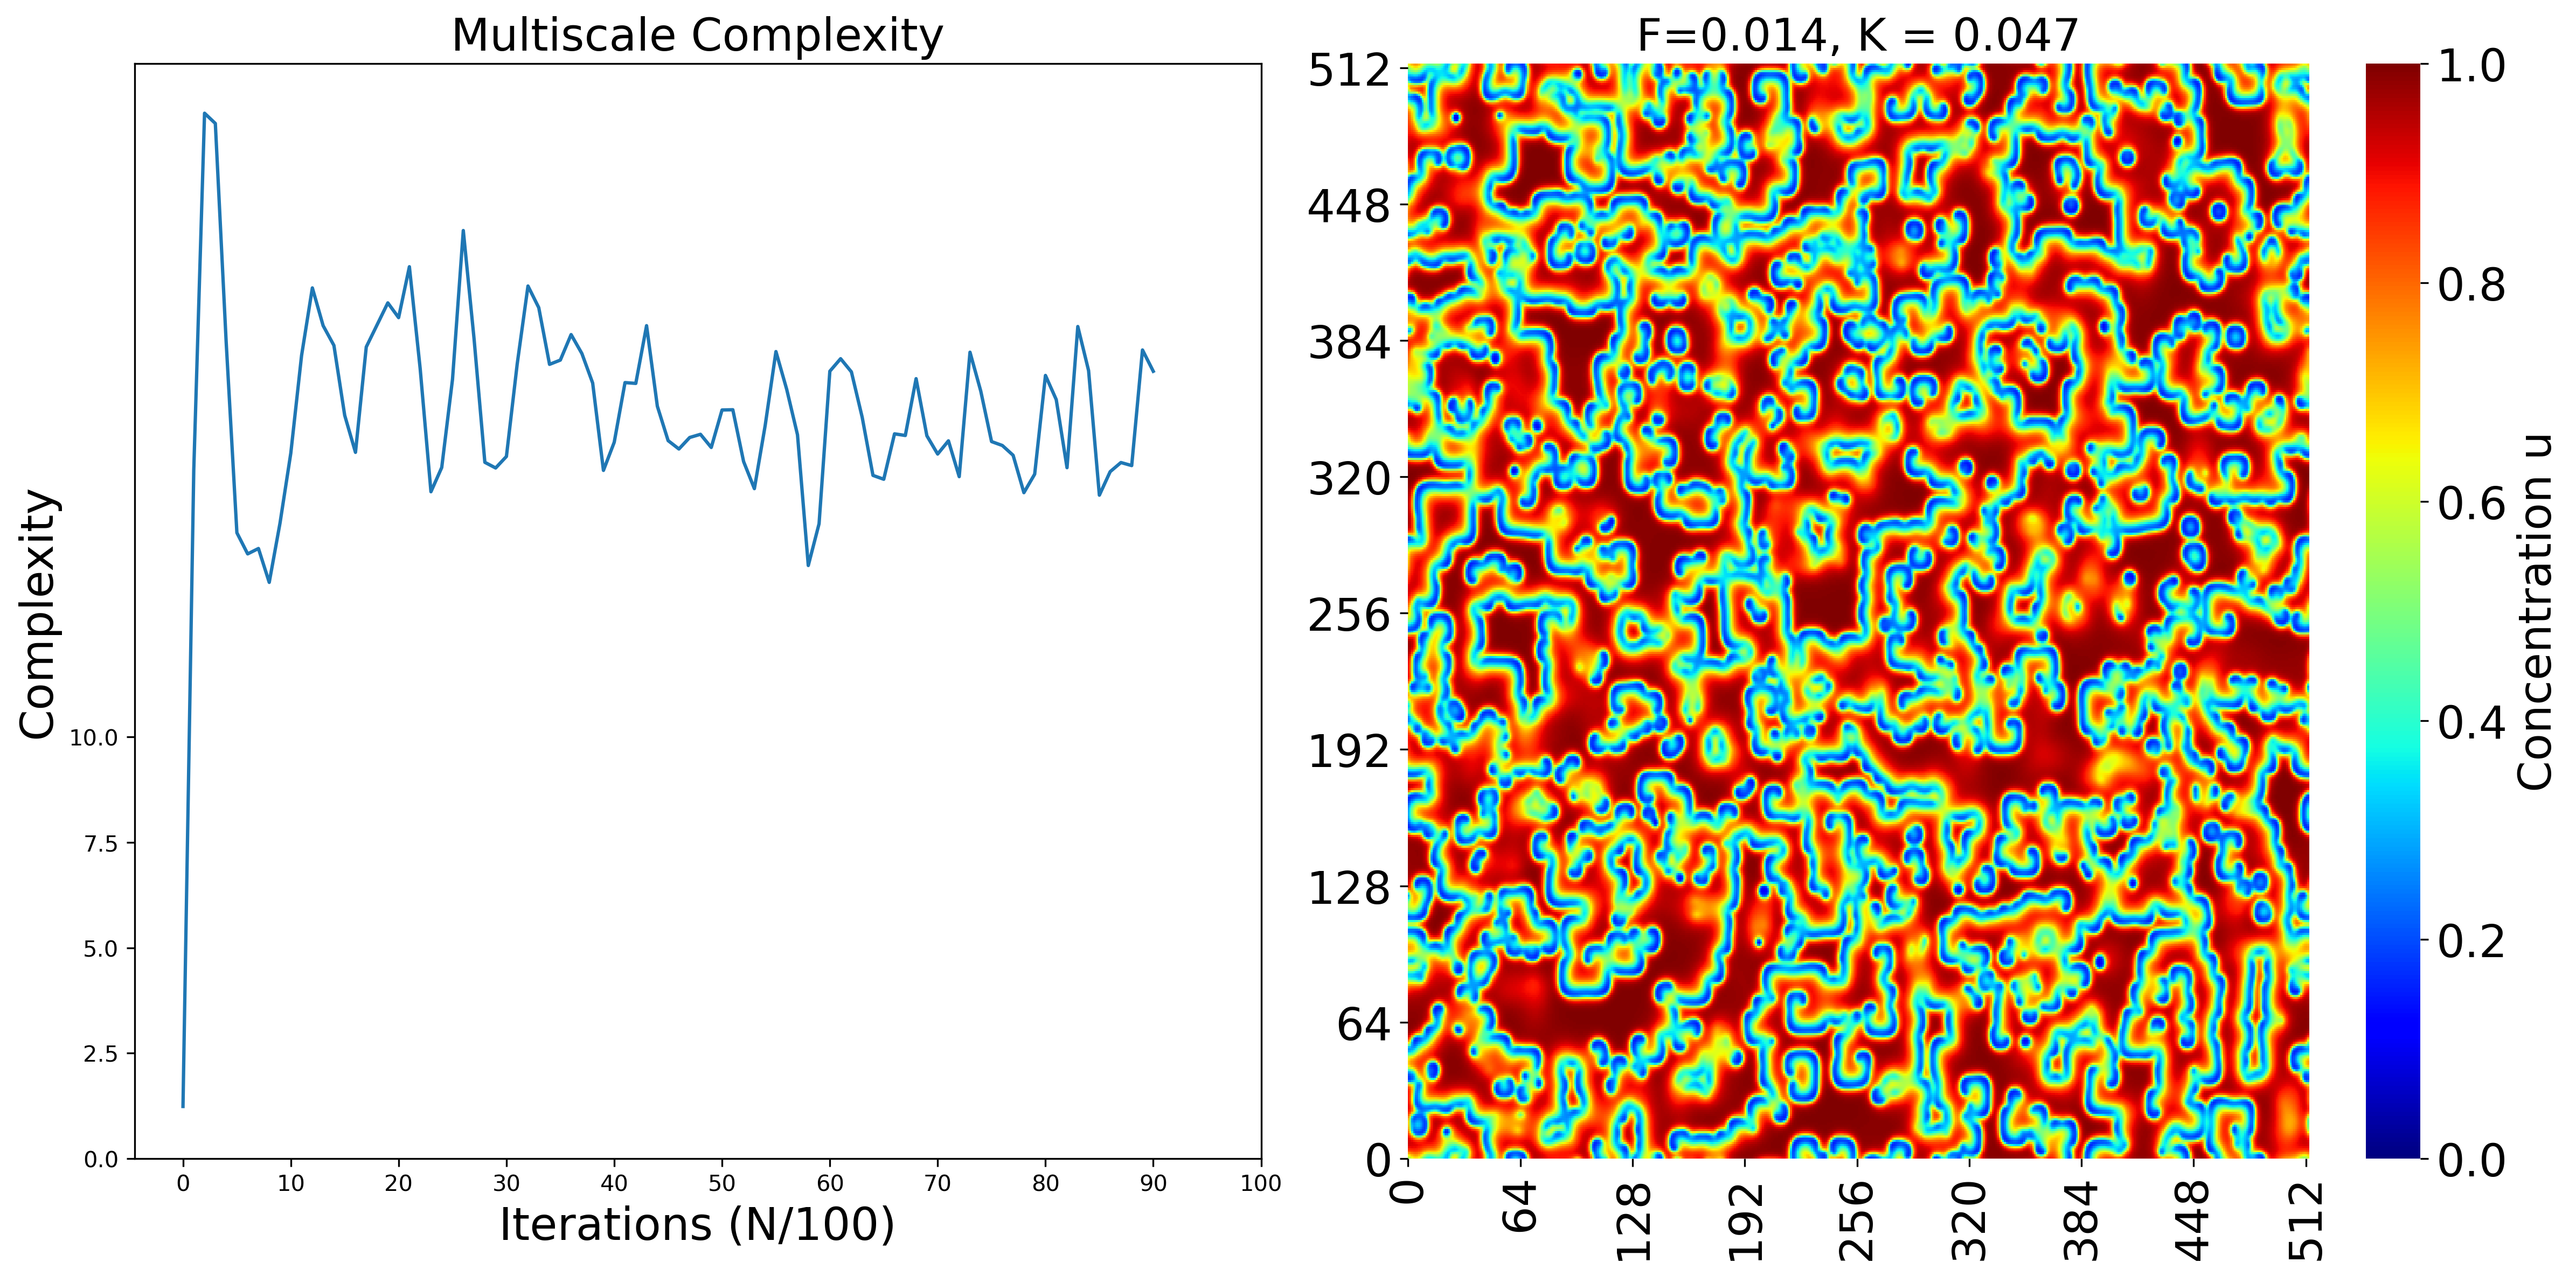 Multiscale Complexity
Complexity
10.0
7.5
5.0
2.5
0.0
0 10 20 30 40 50 60 70 80 90 100
Iterations (N/100)
F=0.014, K = 0.047
512
448
384
320
256
192
128
64
0
0 64 128 192 256 320 384 448 512
1.0
0.8
0.6
0.4
0.2
0.0
Concentration u